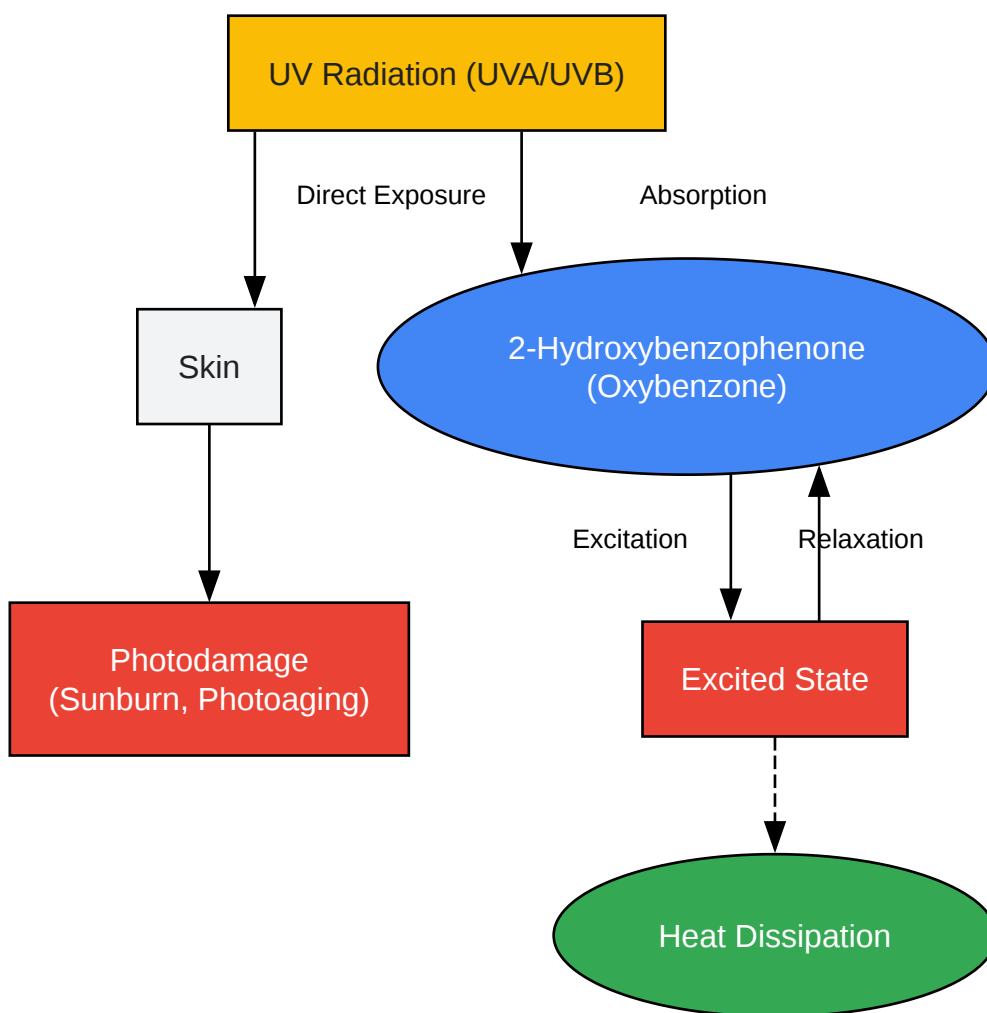 UV Radiation (UVA/UVB)
Direct Exposure
Absorption
Skin
2-Hydroxybenzophenone
(Oxybenzone)
Excitation
Relaxation
Photodamage
(Sunburn, Photoaging)
Excited State
Heat Dissipation